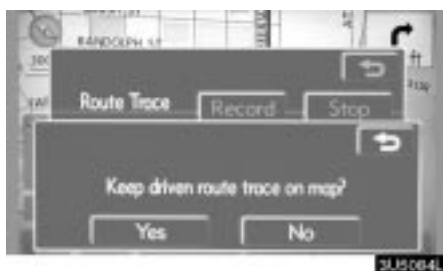 RANDOLPH ST
Route Trace Record Stop
Keep driven route trace on map?
Yes No
3U5084L